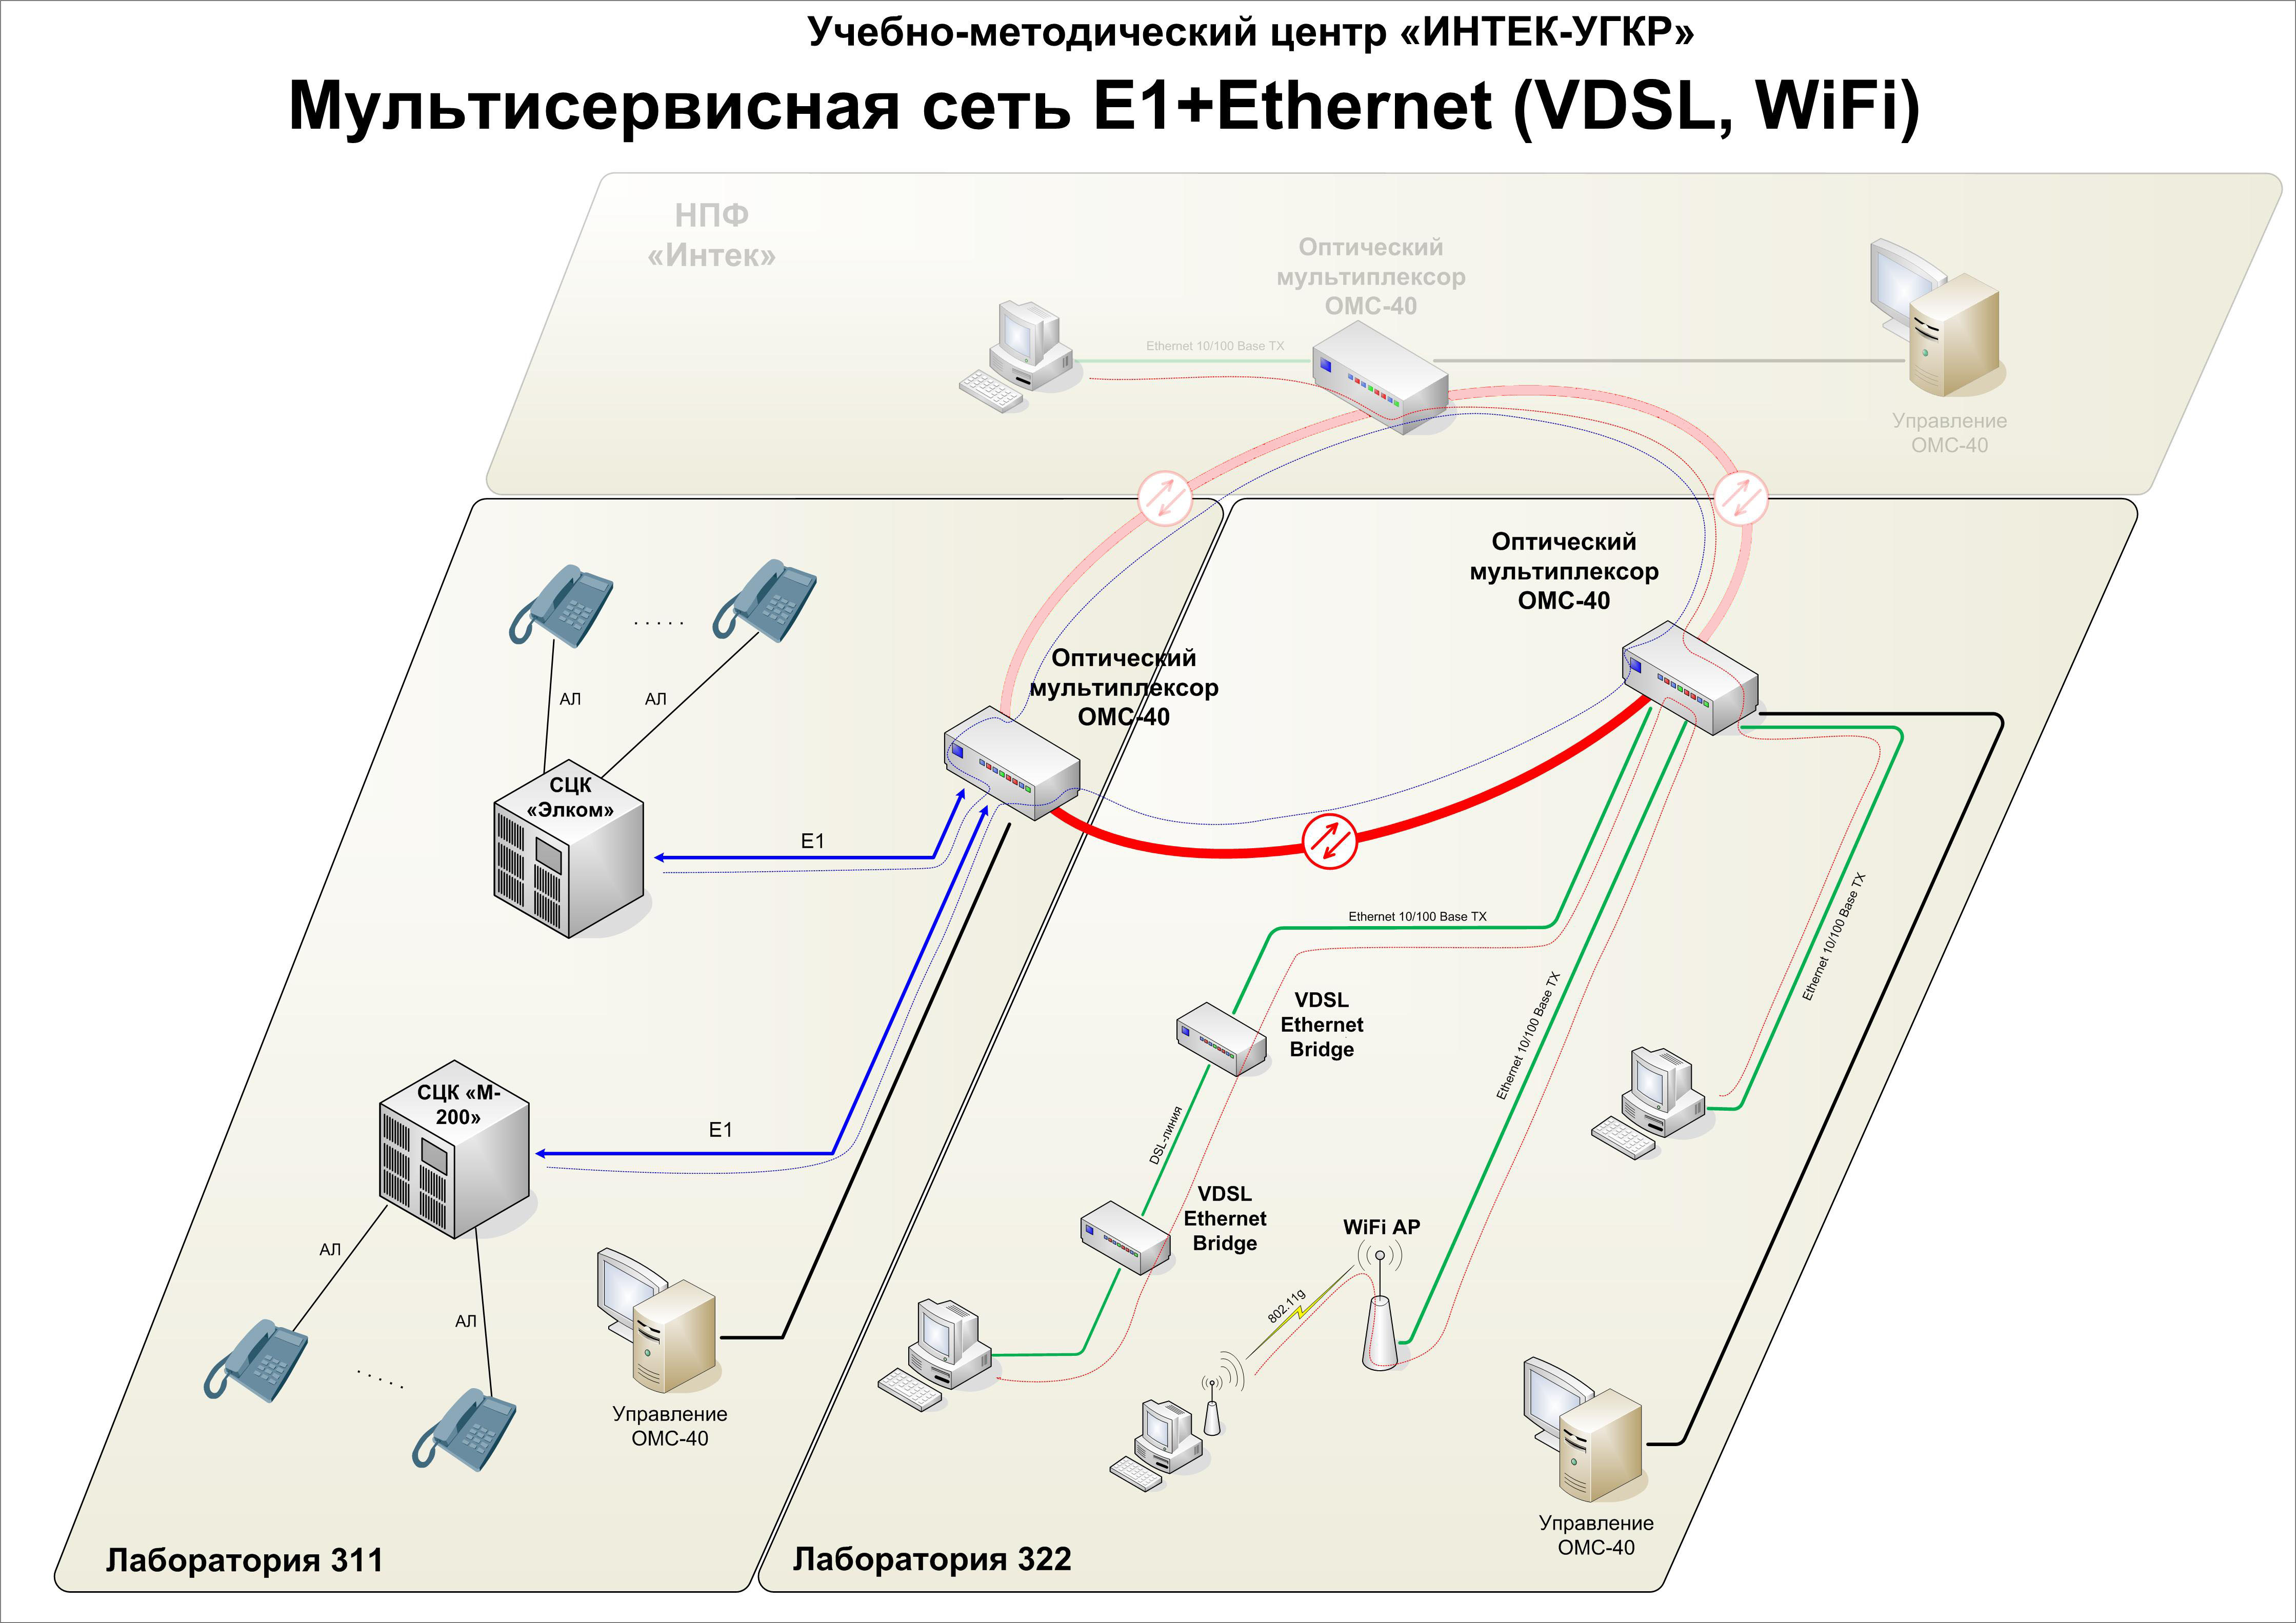 Учебно-методический центр «ИНТЕК-УГКР»
Мультисервисная сеть E1+Ethernet (VDSL, WiFi)
НПФ
«Интек»
Оптический
мультиплексор
ОМС-40
Ethernet 10/100 Base TX
Управление
ОМС-40
Оптический
мультиплексор
ОМС-40
. . . . .
АЛ
АЛ
Оптический
мультиплексор
ОМС-40
СЦК
«Элком»
E1
Ethernet 10/100 Base TX
Ethernet 10/100 Base TX
VDSL
Ethernet
Bridge
Ethernet 10/100 Base TX
СЦК «М-
200»
E1
DSL-линия
VDSL
Ethernet
Bridge
WiFi AP
АЛ
АЛ
802.11g
. . . . .
Управление
ОМС-40
Управление
ОМС-40
Лаборатория 311
Лаборатория 322